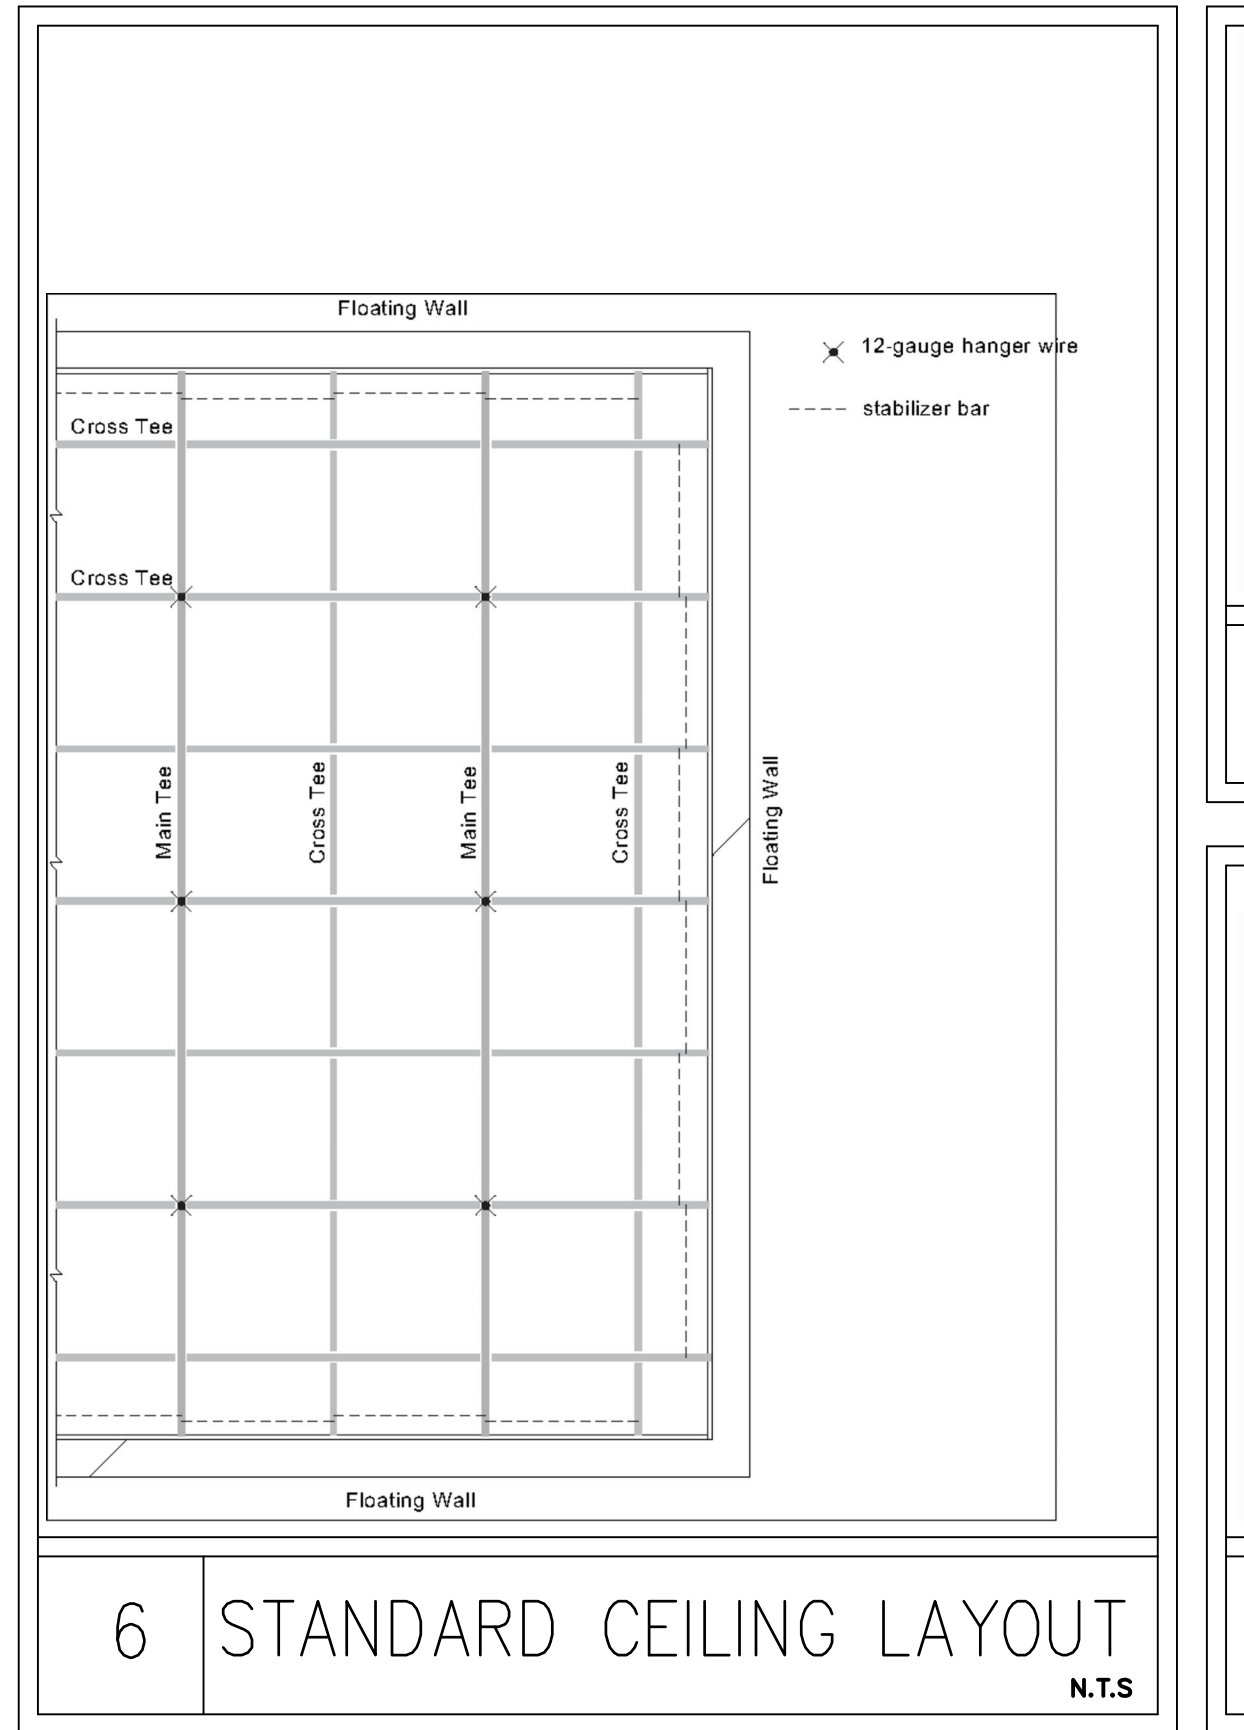 Floating Wall
12-gauge hanger wire
stabilizer bar
Cross Tee
Cross Tee
Main Tee
Cross Tee
Main Tee
Cross Tee
Floating Wall
Floating Wall
6
STANDARD CEILING LAYOUT
N.T.S